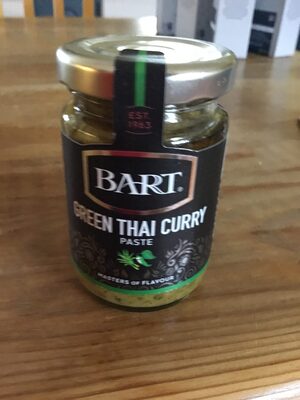 EST.
1963
BART.
GREEN THAI CURRY
PASTE
MASTERS OF FLAVOUR